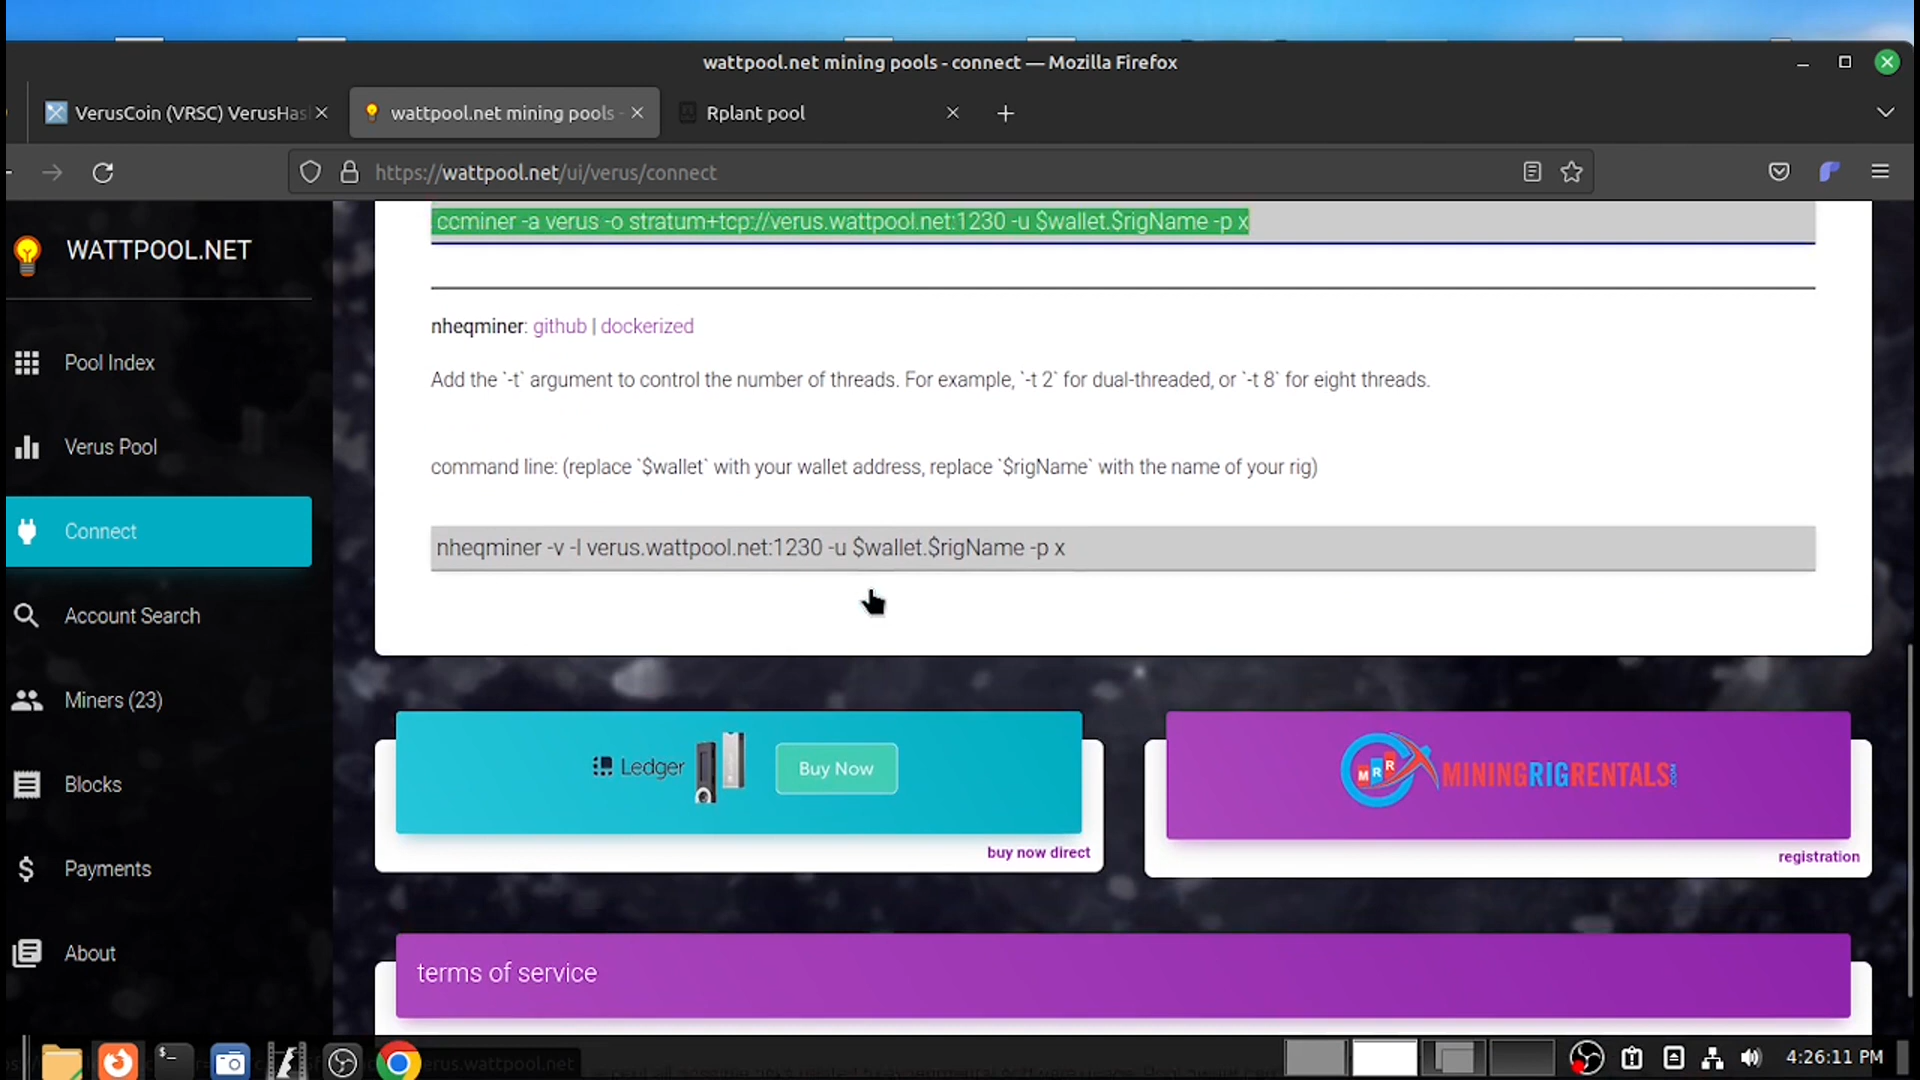 wattpool.net mining pools - connect — Mozilla Firefox
VerusCoin (VRSC) VerusHas
wattpool.net mining pools -
Rplant pool
https://wattpool.net/ui/verus/connect
WATTPOOL.NET
Pool Index
Verus Pool
Connect
Account Search
Miners (23)
Blocks
Payments
About
ccminer -a verus -o stratum+tcp://verus.wattpool.net:1230 -u $wallet.$rigName -p x
nheqminer: github | dockerized
Add the `-t` argument to control the number of threads. For example, `-t 2` for dual-threaded, or `-t 8` for eight threads.
command line: (replace `$wallet` with your wallet address, replace `$rigName` with the name of your rig)
nheqminer -v -l verus.wattpool.net:1230 -u $wallet.$rigName -p x
Ledger
Buy Now
buy now direct
MRR MININGRIGRENTALS.COM
registration
terms of service
verus.wattpool.net
4:26:11 PM